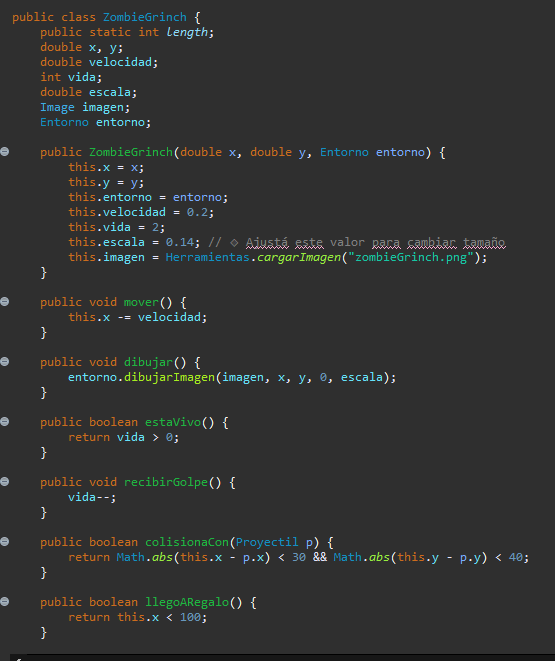 public class ZombieGrinch {
    public static int length;
    double x, y;
    double velocidad;
    int vida;
    double escala;
    Image imagen;
    Entorno entorno;

    public ZombieGrinch(double x, double y, Entorno entorno) {
        this.x = x;
        this.y = y;
        this.entorno = entorno;
        this.velocidad = 0.2;
        this.vida = 2;
        this.escala = 0.14; // ◇ Ajustá este valor para cambiar tamaño
        this.imagen = Herramientas.cargarImagen("zombieGrinch.png");
    }

    public void mover() {
        this.x -= velocidad;
    }

    public void dibujar() {
        entorno.dibujarImagen(imagen, x, y, 0, escala);
    }

    public boolean estaVivo() {
        return vida > 0;
    }

    public void recibirGolpe() {
        vida--;
    }

    public boolean colisionaCon(Proyectil p) {
        return Math.abs(this.x - p.x) < 30 && Math.abs(this.y - p.y) < 40;
    }

    public boolean llegoARegalo() {
        return this.x < 100;
    }